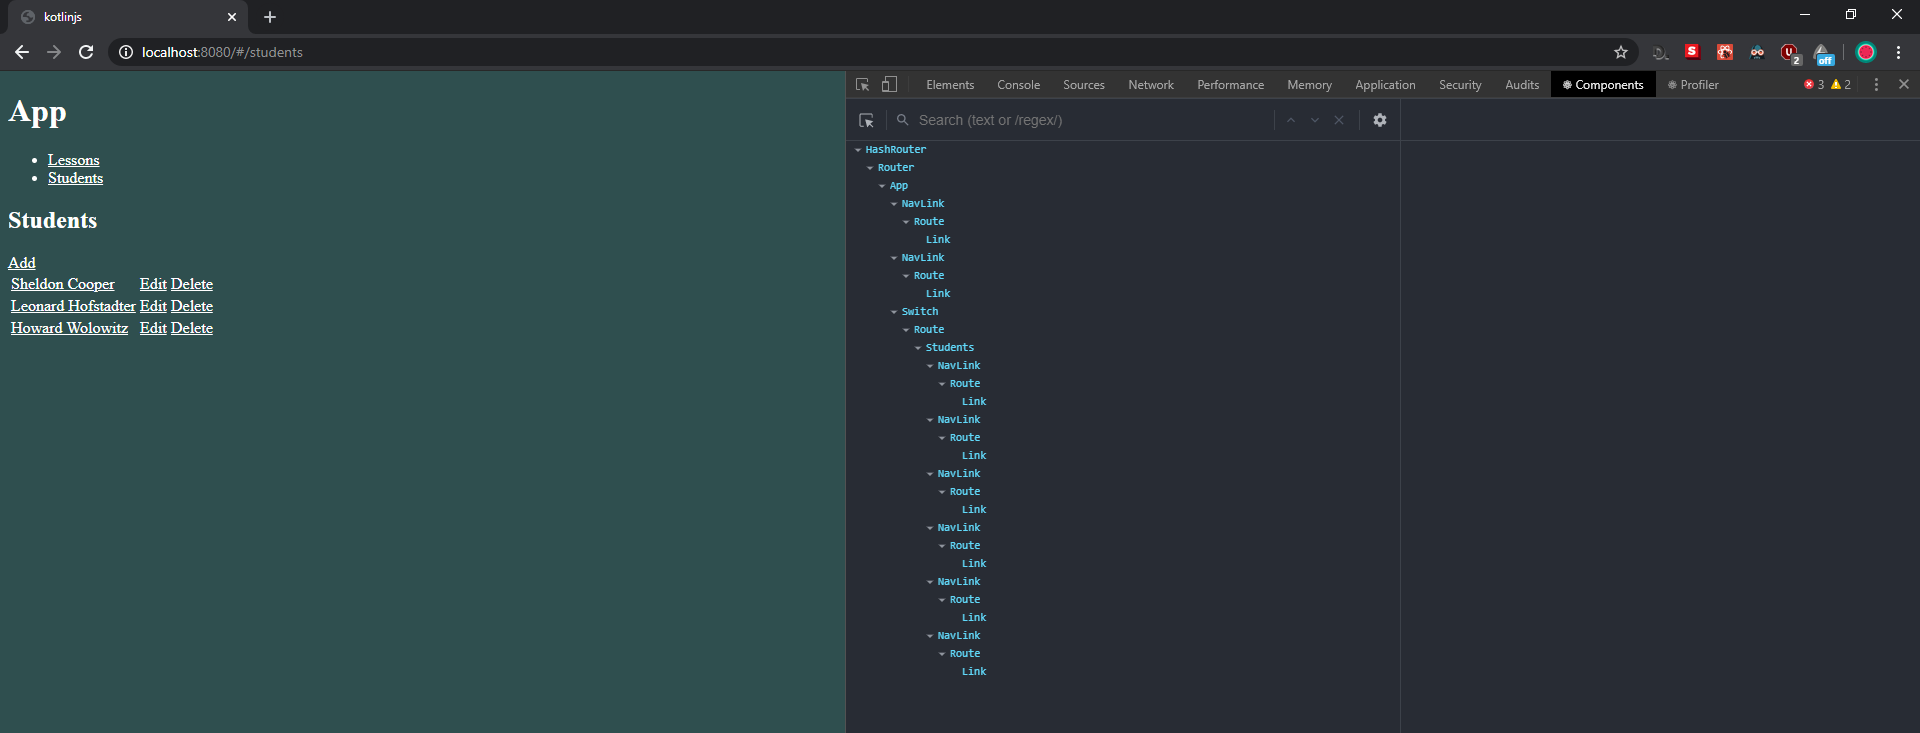 kotlinjs
localhost:8080/#/students
S
2
off
App
Lessons
Students
Students
Add
Sheldon Cooper Edit Delete
Leonard Hofstadter Edit Delete
Howard Wolowitz Edit Delete
Elements Console Sources Network Performance Memory Application Security Audits Components Profiler 3 2
Search (text or /regex/)
HashRouter
Router
App
NavLink
Route
Link
NavLink
Route
Link
Switch
Route
Students
NavLink
Route
Link
NavLink
Route
Link
NavLink
Route
Link
NavLink
Route
Link
NavLink
Route
Link
NavLink
Route
Link